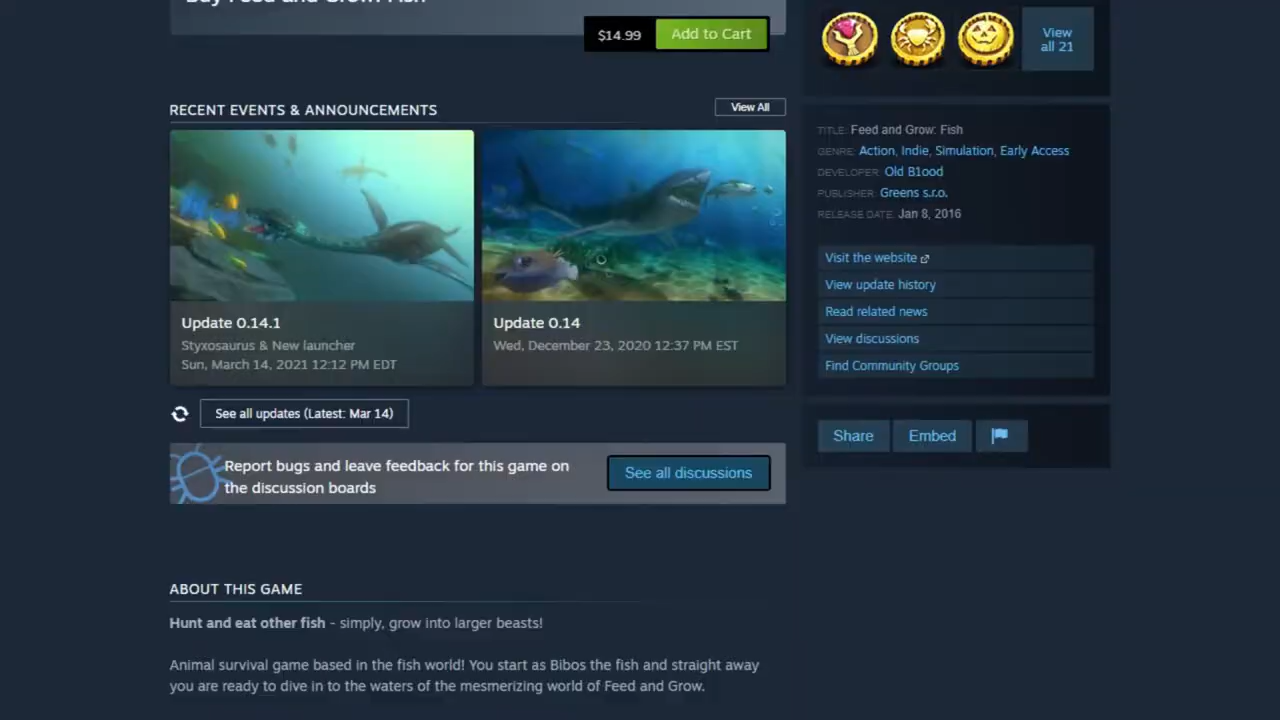 Buy Feed and Grow: Fish
$14.99
Add to Cart
RECENT EVENTS & ANNOUNCEMENTS
View All
Update 0.14.1
Styxosaurus & New launcher
Sun, March 14, 2021 12:12 PM EDT
Update 0.14
Wed, December 23, 2020 12:37 PM EST
See all updates (Latest: Mar 14)
Report bugs and leave feedback for this game on
the discussion boards
See all discussions
ABOUT THIS GAME
Hunt and eat other fish - simply, grow into larger beasts!
Animal survival game based in the fish world! You start as Bibos the fish and straight away
you are ready to dive in to the waters of the mesmerizing world of Feed and Grow.
View
all 21
TITLE: Feed and Grow: Fish
GENRE: Action, Indie, Simulation, Early Access
DEVELOPER: Old B1ood
PUBLISHER: Greens s.r.o.
RELEASE DATE: Jan 8, 2016
Visit the website
View update history
Read related news
View discussions
Find Community Groups
Share
Embed